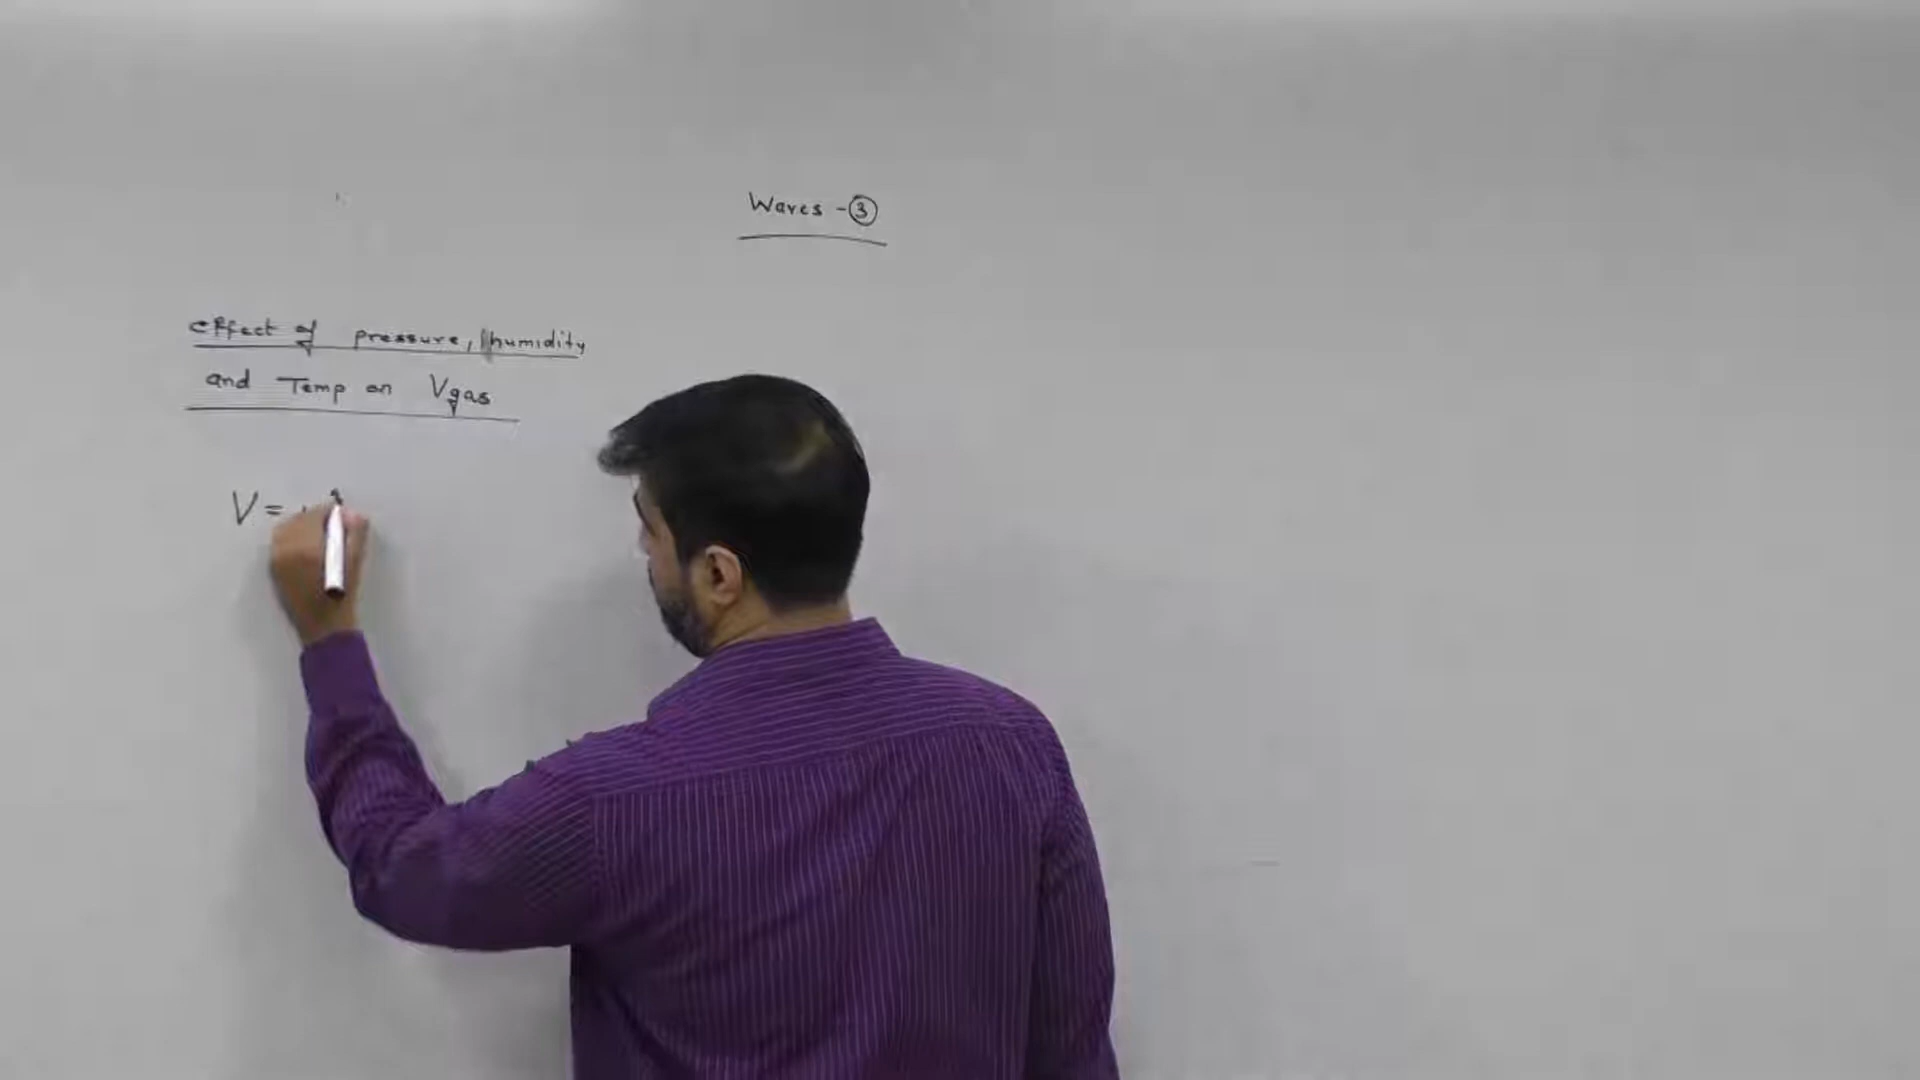 Waves - ③
effect of pressure, humidity
and Temp on Vgas
V =